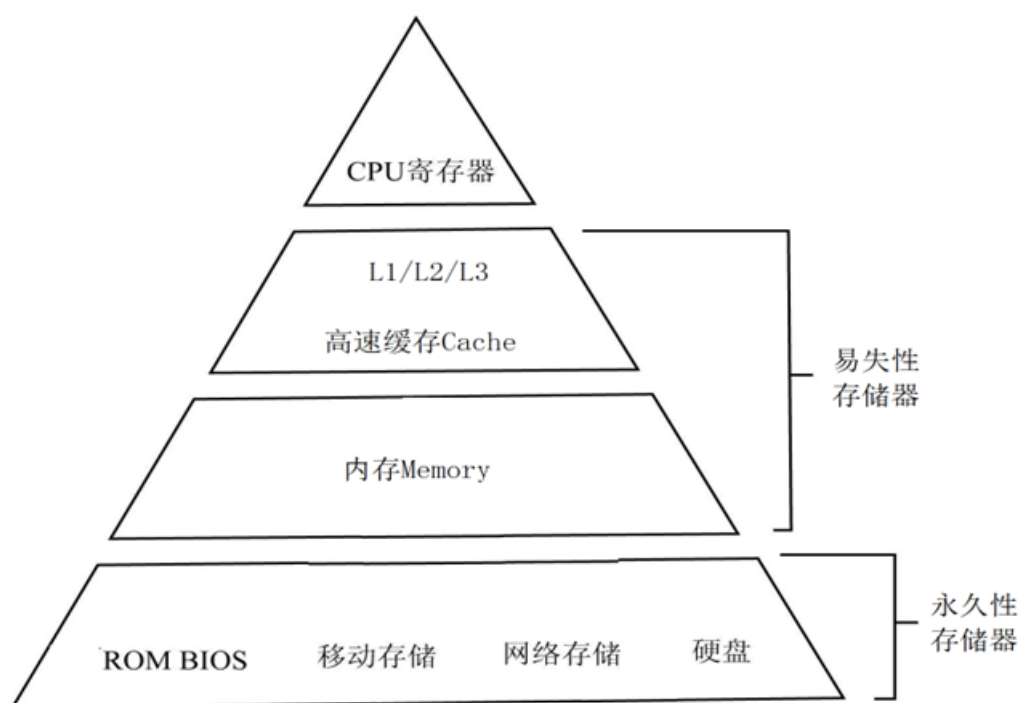 CPU寄存器
L1/L2/L3
高速缓存Cache
易失性
存储器
内存Memory
永久性
存储器
ROM BIOS 移动存储 网络存储 硬盘